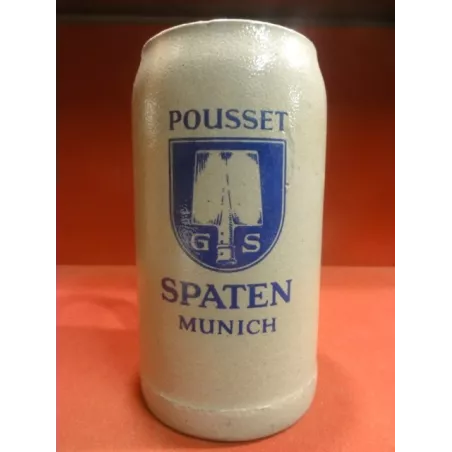 POUSSET
G S
SPATEN
MUNICH